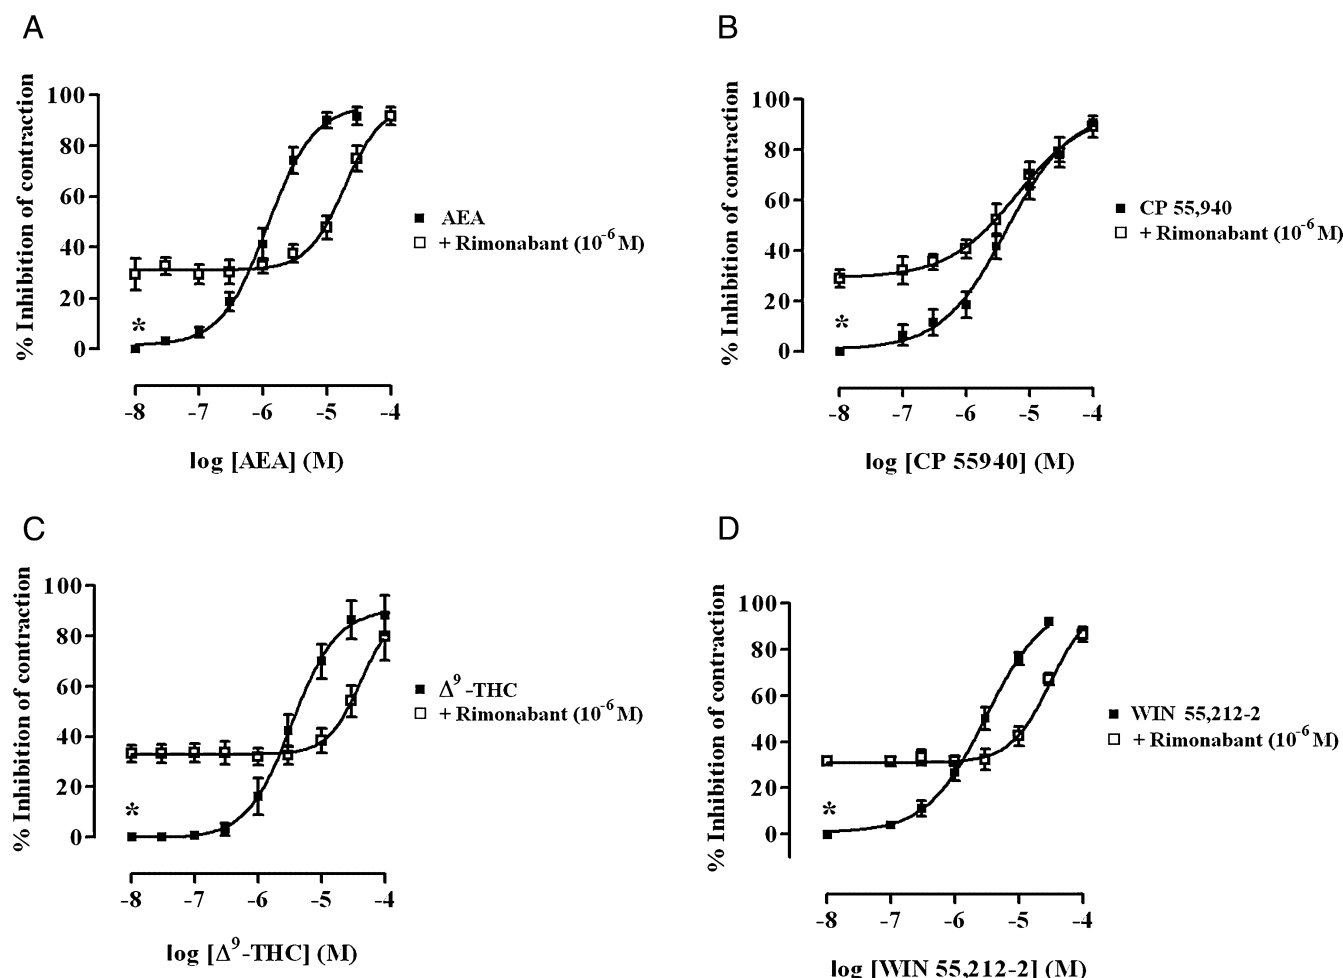 A
% Inhibition of contraction
100
80
60
40
20
0
*
-8 -7 -6 -5 -4
log [AEA] (M)
AEA
+ Rimonabant (10-6 M)
B
% Inhibition of contraction
100
80
60
40
20
0
*
-8 -7 -6 -5 -4
log [CP 55940] (M)
CP 55,940
+ Rimonabant (10-6 M)
C
% Inhibition of contraction
100
80
60
40
20
0
*
-8 -7 -6 -5 -4
log [Δ9-THC] (M)
Δ9-THC
+ Rimonabant (10-6 M)
D
% Inhibition of contraction
100
80
60
40
20
0
*
-8 -7 -6 -5 -4
log [WIN 55,212-2] (M)
WIN 55,212-2
+ Rimonabant (10-6 M)